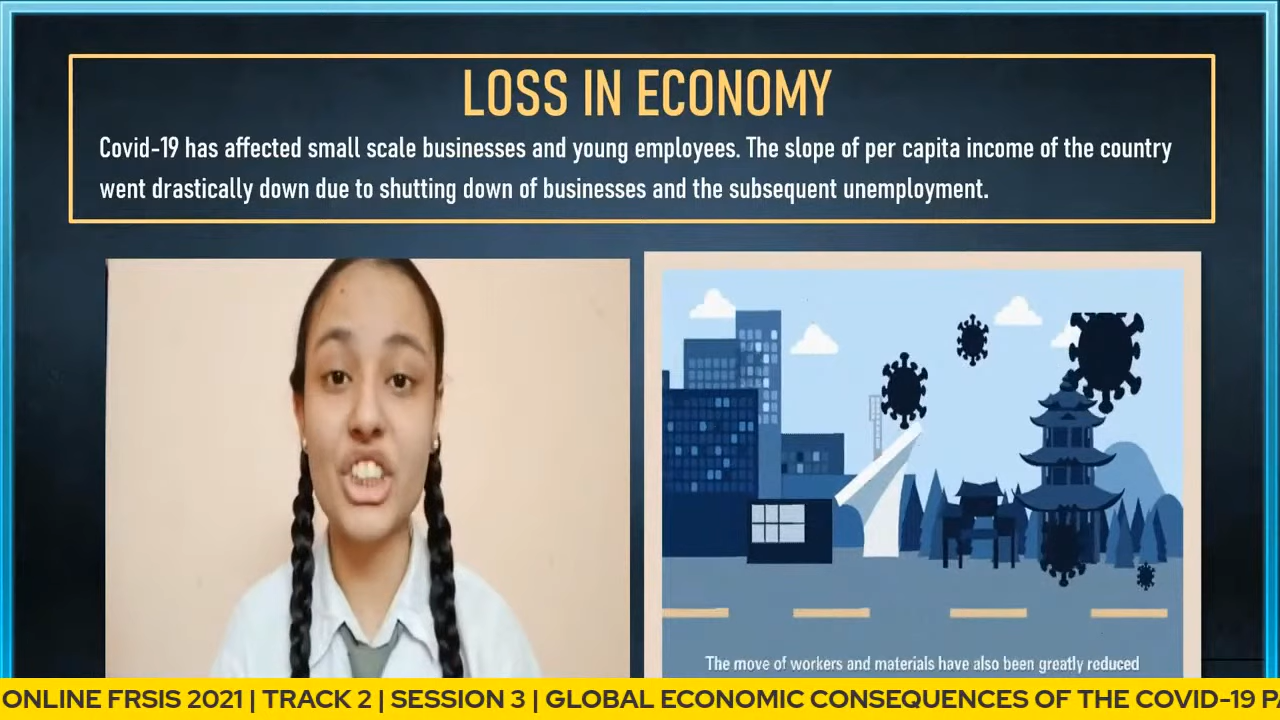 LOSS IN ECONOMY
Covid-19 has affected small scale businesses and young employees. The slope of per capita income of the country
went drastically down due to shutting down of businesses and the subsequent unemployment.
The move of workers and materials have also been greatly reduced
ONLINE FRSIS 2021 | TRACK 2 | SESSION 3 | GLOBAL ECONOMIC CONSEQUENCES OF THE COVID-19